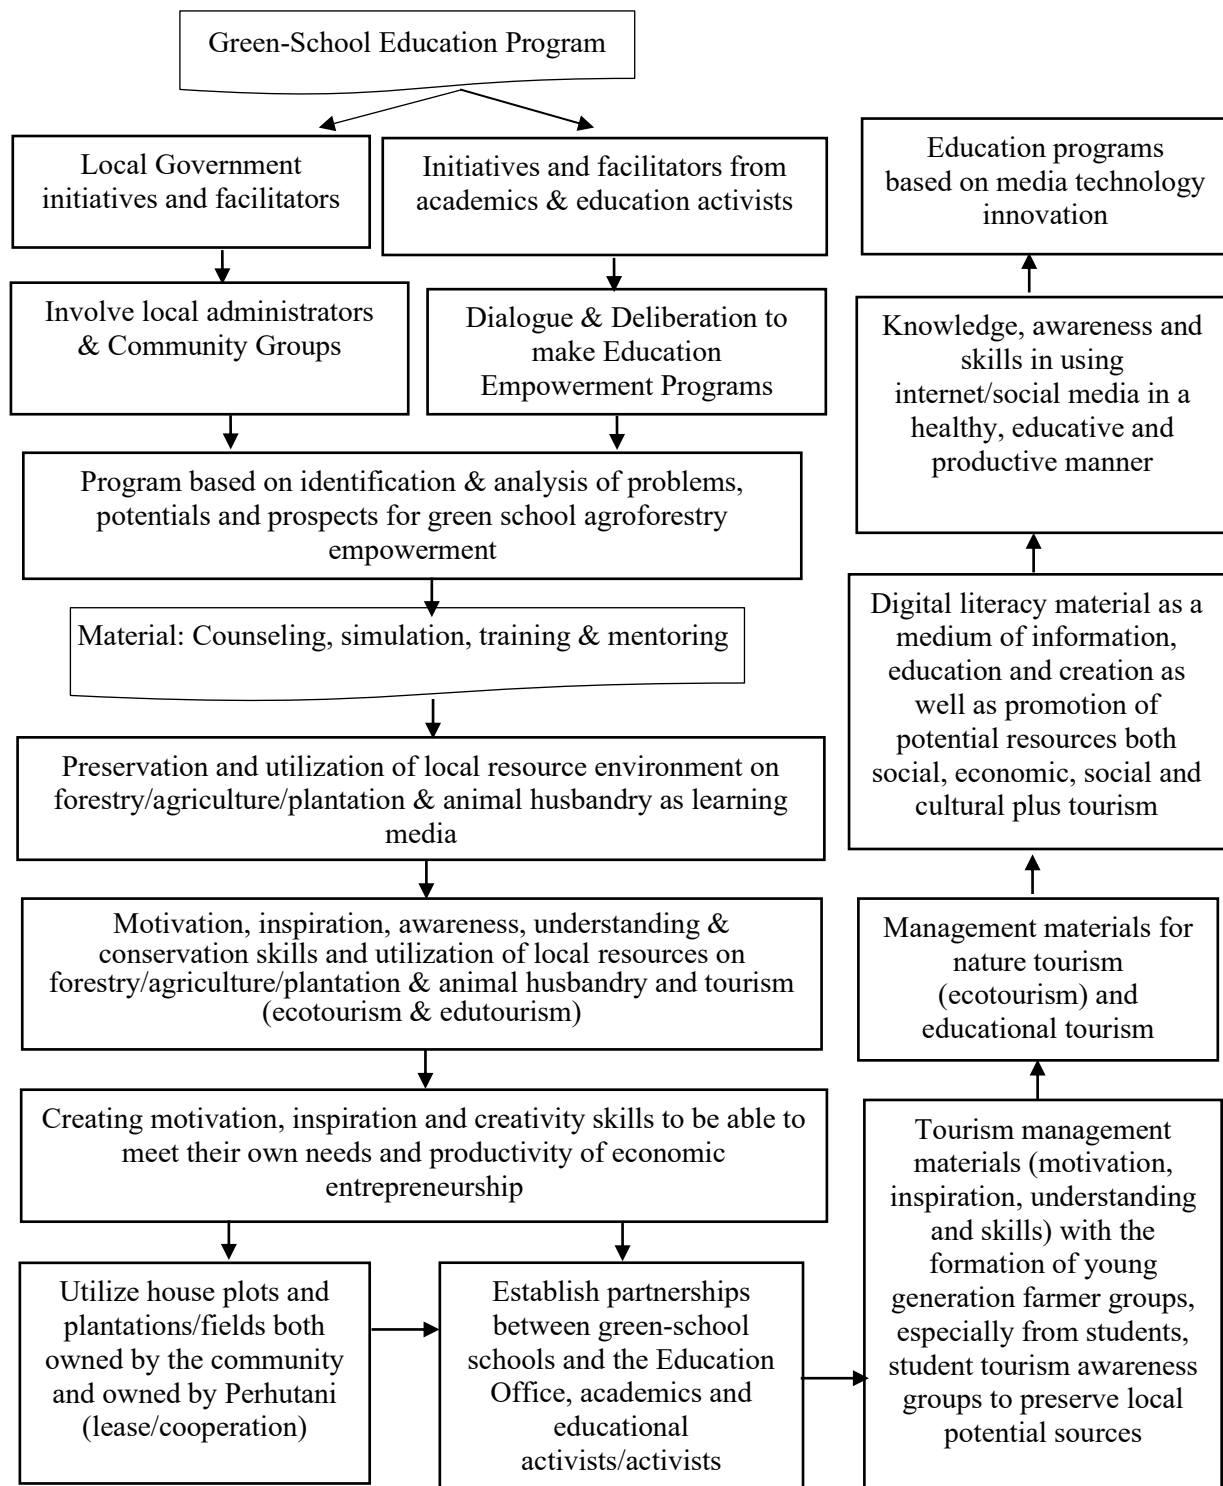 Green-School Education Program
Local Government
initiatives and facilitators
Initiatives and facilitators from
academics & education activists
Involve local administrators
& Community Groups
Dialogue & Deliberation to
make Education
Empowerment Programs
Program based on identification & analysis of problems,
potentials and prospects for green school agroforestry
empowerment
Material: Counseling, simulation, training & mentoring
Preservation and utilization of local resource environment on
forestry/agriculture/plantation & animal husbandry as learning
media
Motivation, inspiration, awareness, understanding &
conservation skills and utilization of local resources on
forestry/agriculture/plantation & animal husbandry and tourism
(ecotourism & edutourism)
Creating motivation, inspiration and creativity skills to be able to
meet their own needs and productivity of economic
entrepreneurship
Utilize house plots and
plantations/fields both
owned by the community
and owned by Perhutani
(lease/cooperation)
Establish partnerships
between green-school
schools and the Education
Office, academics and
educational
activists/activists
Tourism management
materials (motivation,
inspiration, understanding
and skills) with the
formation of young
generation farmer groups,
especially from students,
student tourism awareness
groups to preserve local
potential sources
Management materials for
nature tourism
(ecotourism) and
educational tourism
Digital literacy material as a
medium of information,
education and creation as
well as promotion of
potential resources both
social, economic, social and
cultural plus tourism
Knowledge, awareness and
skills in using
internet/social media in a
healthy, educative and
productive manner
Education programs
based on media technology
innovation